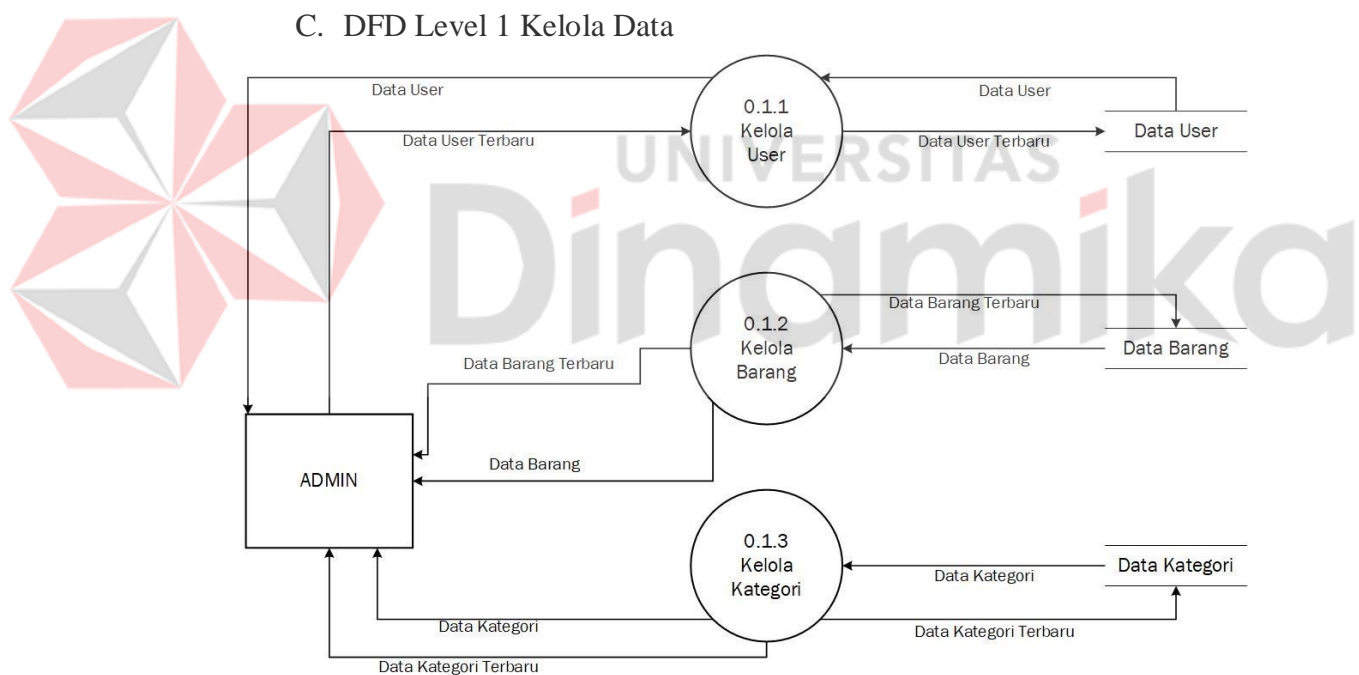 C. DFD Level 1 Kelola Data
Data User
Data User
0.1.1
Kelola
User
Data User Terbaru
Data User Terbaru
Data User
UNIVERSITAS
Dinamika
Data Barang Terbaru
0.1.2
Kelola
Barang
Data Barang Terbaru
Data Barang
Data Barang
Data Barang
ADMIN
0.1.3
Kelola
Kategori
Data Kategori
Data Kategori
Data Kategori
Data Kategori Terbaru
Data Kategori Terbaru